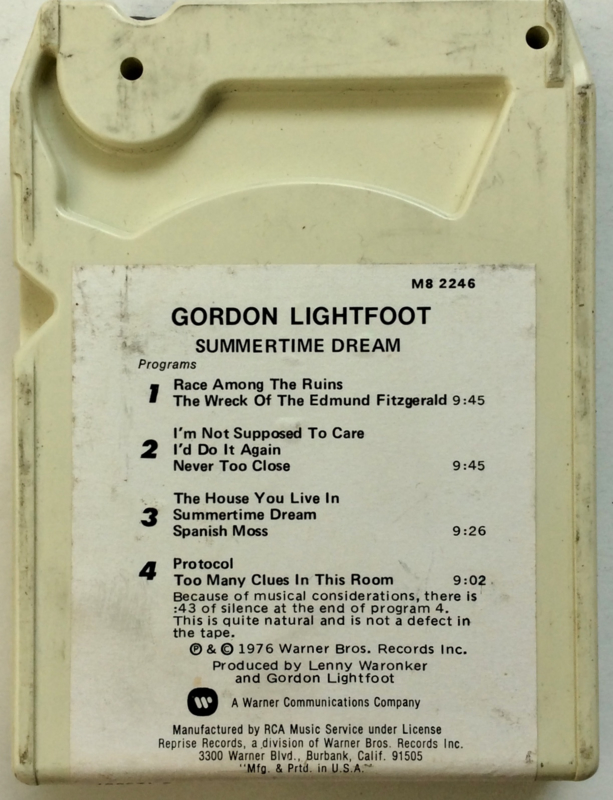 M8 2246
GORDON LIGHTFOOT
SUMMERTIME DREAM
Programs
1 Race Among The Ruins
The Wreck Of The Edmund Fitzgerald 9:45
2 I'm Not Supposed To Care
I'd Do It Again
Never Too Close 9:45
3 The House You Live In
Summertime Dream
Spanish Moss 9:26
4 Protocol
Too Many Clues In This Room 9:02
Because of musical considerations, there is
:43 of silence at the end of program 4.
This is quite natural and is not a defect in
the tape.
℗ & © 1976 Warner Bros. Records Inc.
Produced by Lenny Waronker
and Gordon Lightfoot
A Warner Communications Company
Manufactured by RCA Music Service under License
Reprise Records, a division of Warner Bros. Records Inc.
3300 Warner Blvd., Burbank, Calif. 91505
"Mfg. & Prtd. in U.S.A."